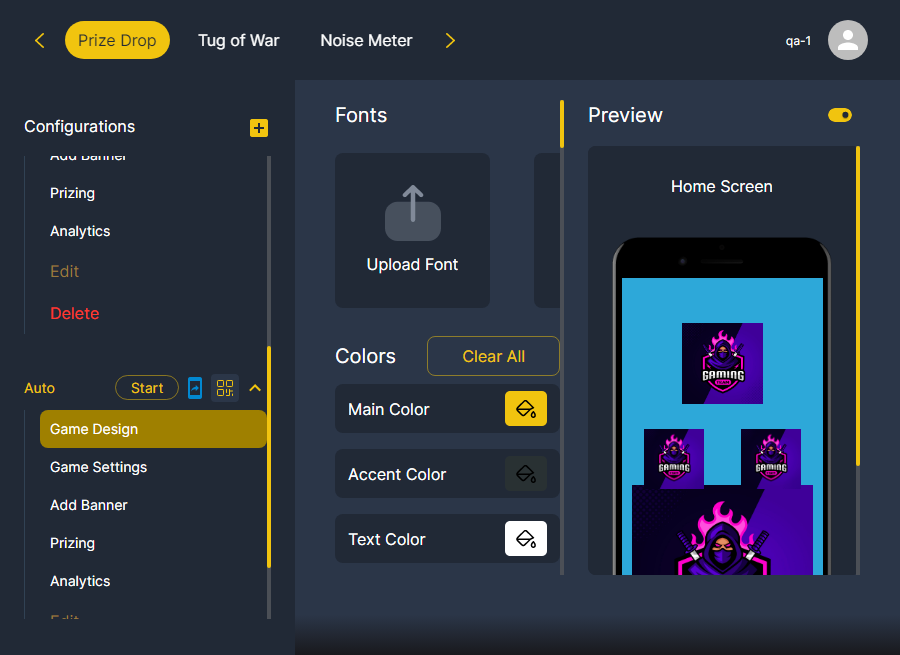 Prize Drop
Tug of War
Noise Meter
qa-1
Configurations
Add Banner
Prizing
Analytics
Edit
Delete
Auto
Start
Game Design
Game Settings
Add Banner
Prizing
Analytics
Edit
Fonts
Upload Font
Colors
Clear All
Main Color
Accent Color
Text Color
Preview
Home Screen
GAMING
GAMING
GAMING